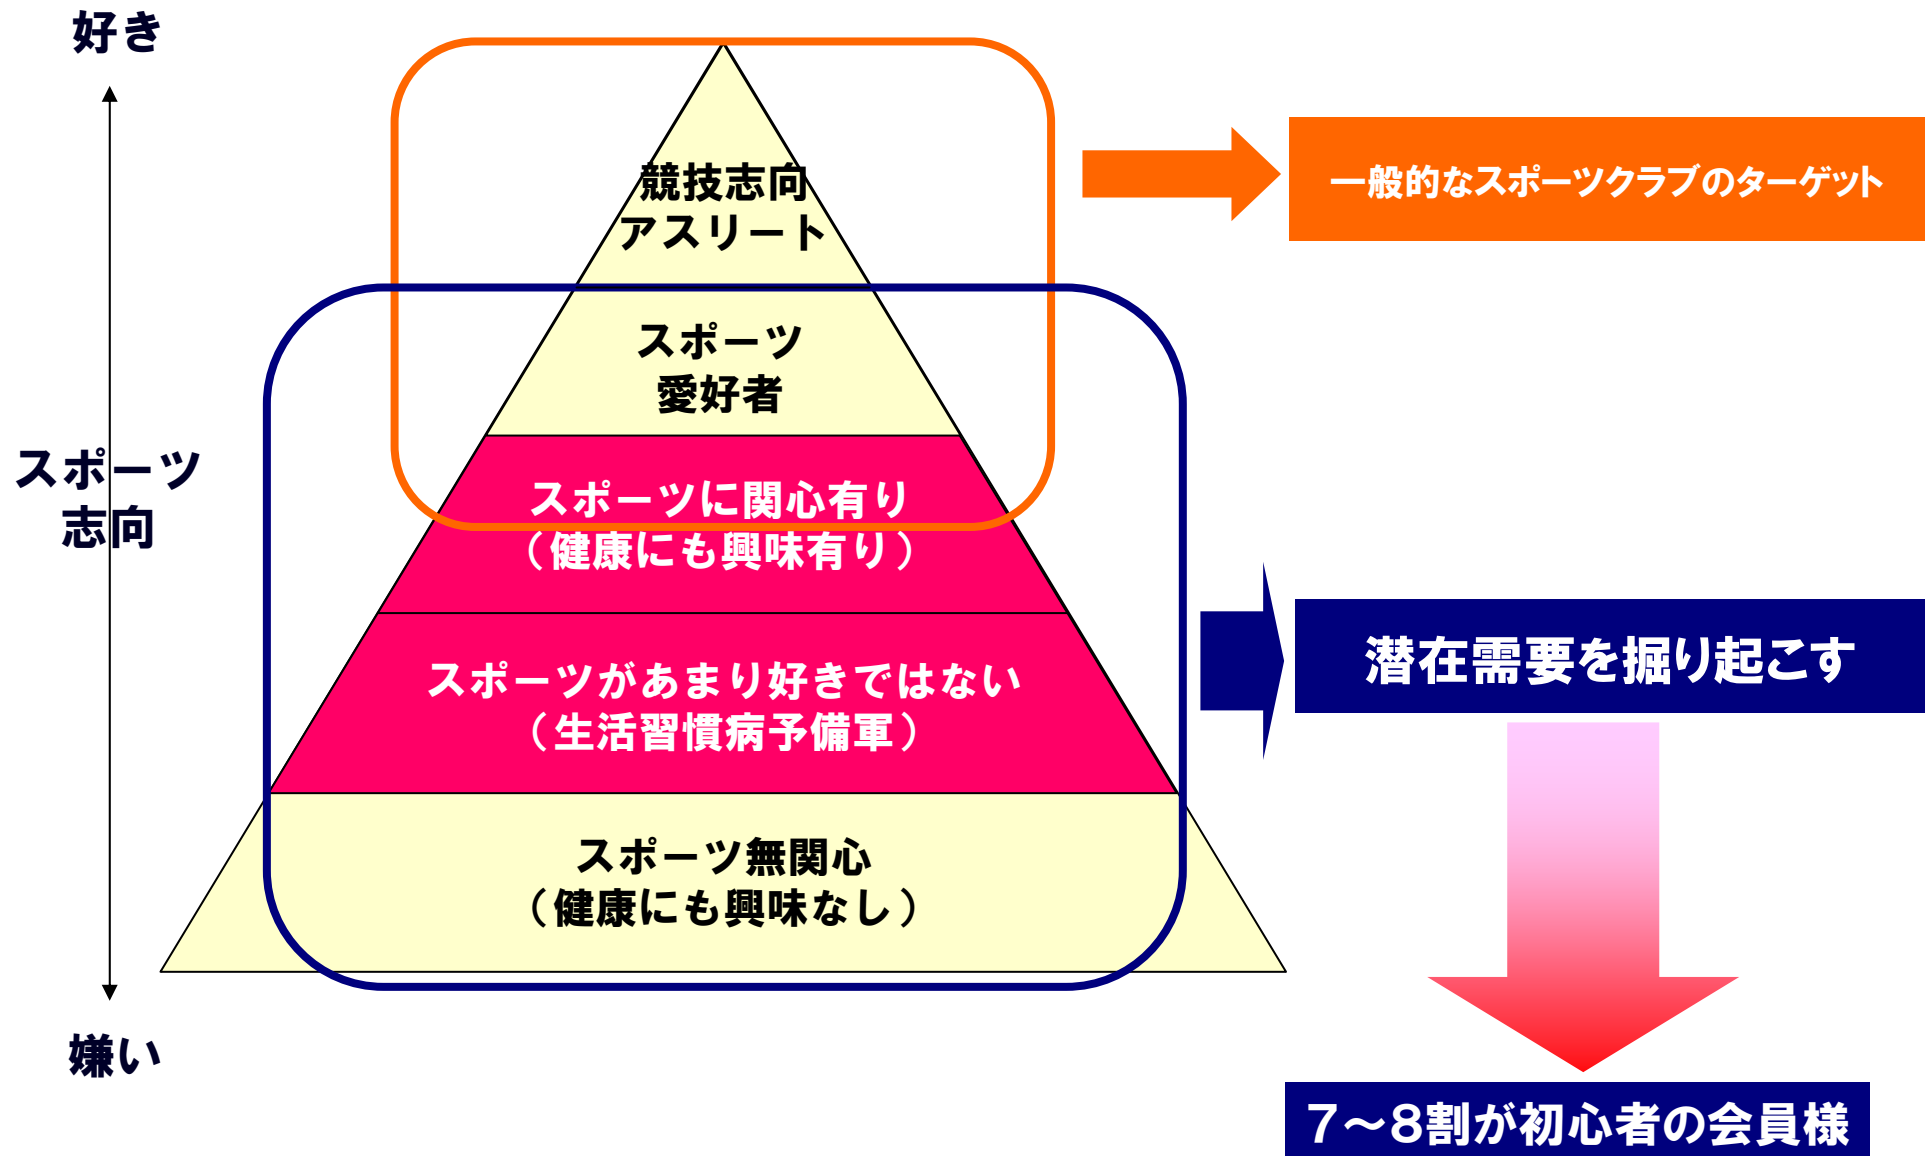 好き
競技志向
アスリート
一般的なスポーツクラブのターゲット
スポーツ
愛好者
スポーツ
志向
スポーツに関心有り
（健康にも興味有り）
スポーツがあまり好きではない
（生活習慣病予備軍）
潜在需要を掘り起こす
スポーツ無関心
（健康にも興味なし）
嫌い
７～８割が初心者の会員様